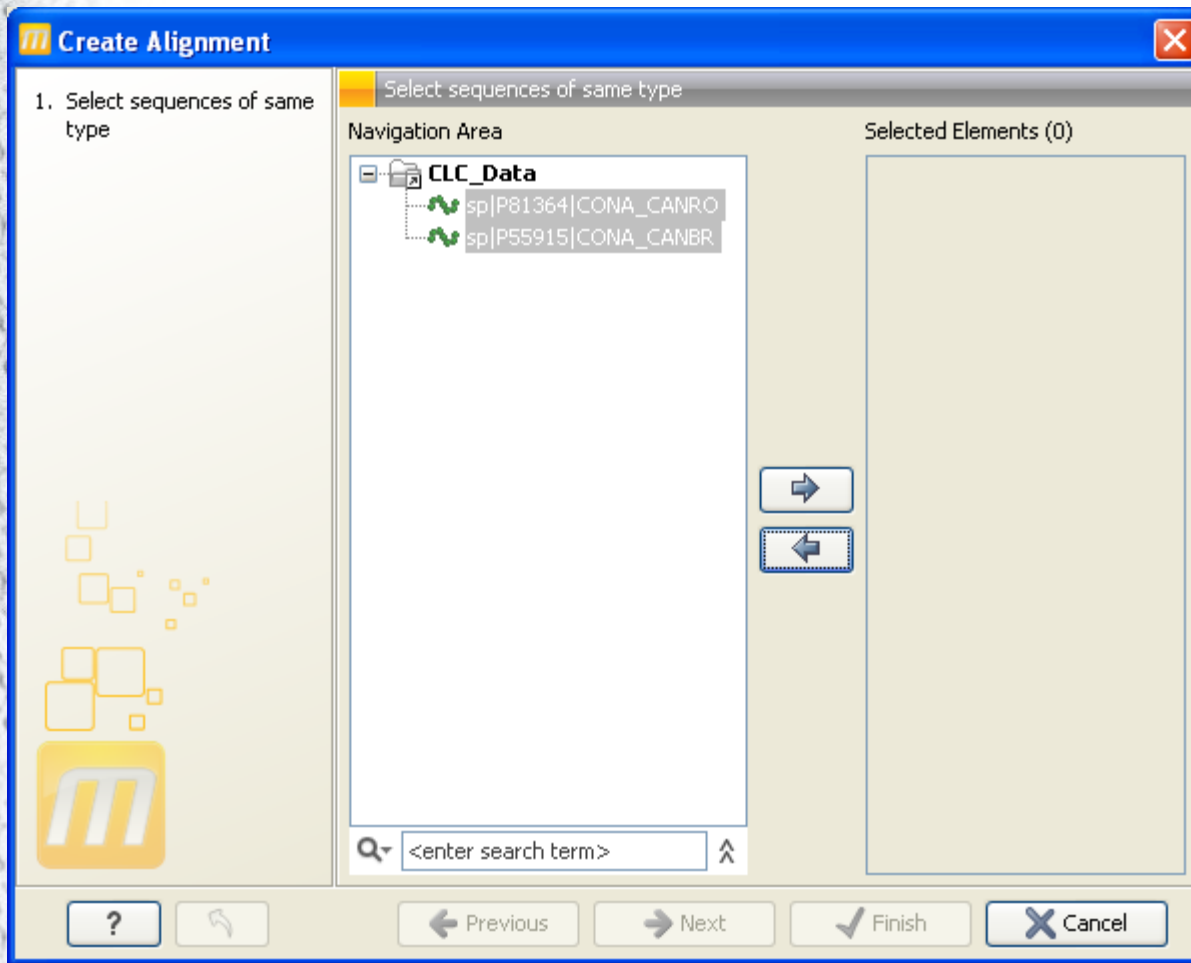 Create Alignment
1. Select sequences of same
type
Select sequences of same type
Navigation Area
Selected Elements (0)
CLC_Data
sp|P81364|CONA_CANRO
sp|P55915|CONA_CANBR
<enter search term>
?
Previous
Next
Finish
Cancel